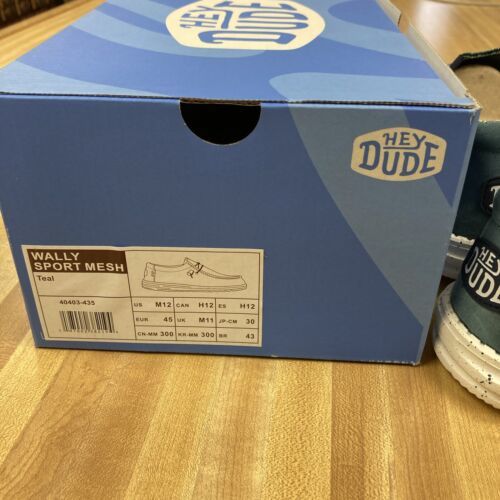 HEY
DUDE
HEY
DUDE
WALLY
SPORT MESH
Teal
40403-435
US M12 CAN H12 ES H12
EUR 45 UK M11 JP-CM 30
CN-MM 300 KR-MM 300 BR 43
HEY
DUDE